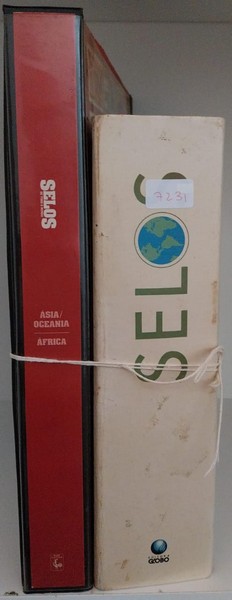 SELOS
ASIA/
OCEANIA
AFRICA
SELOS
7231
GLOBO